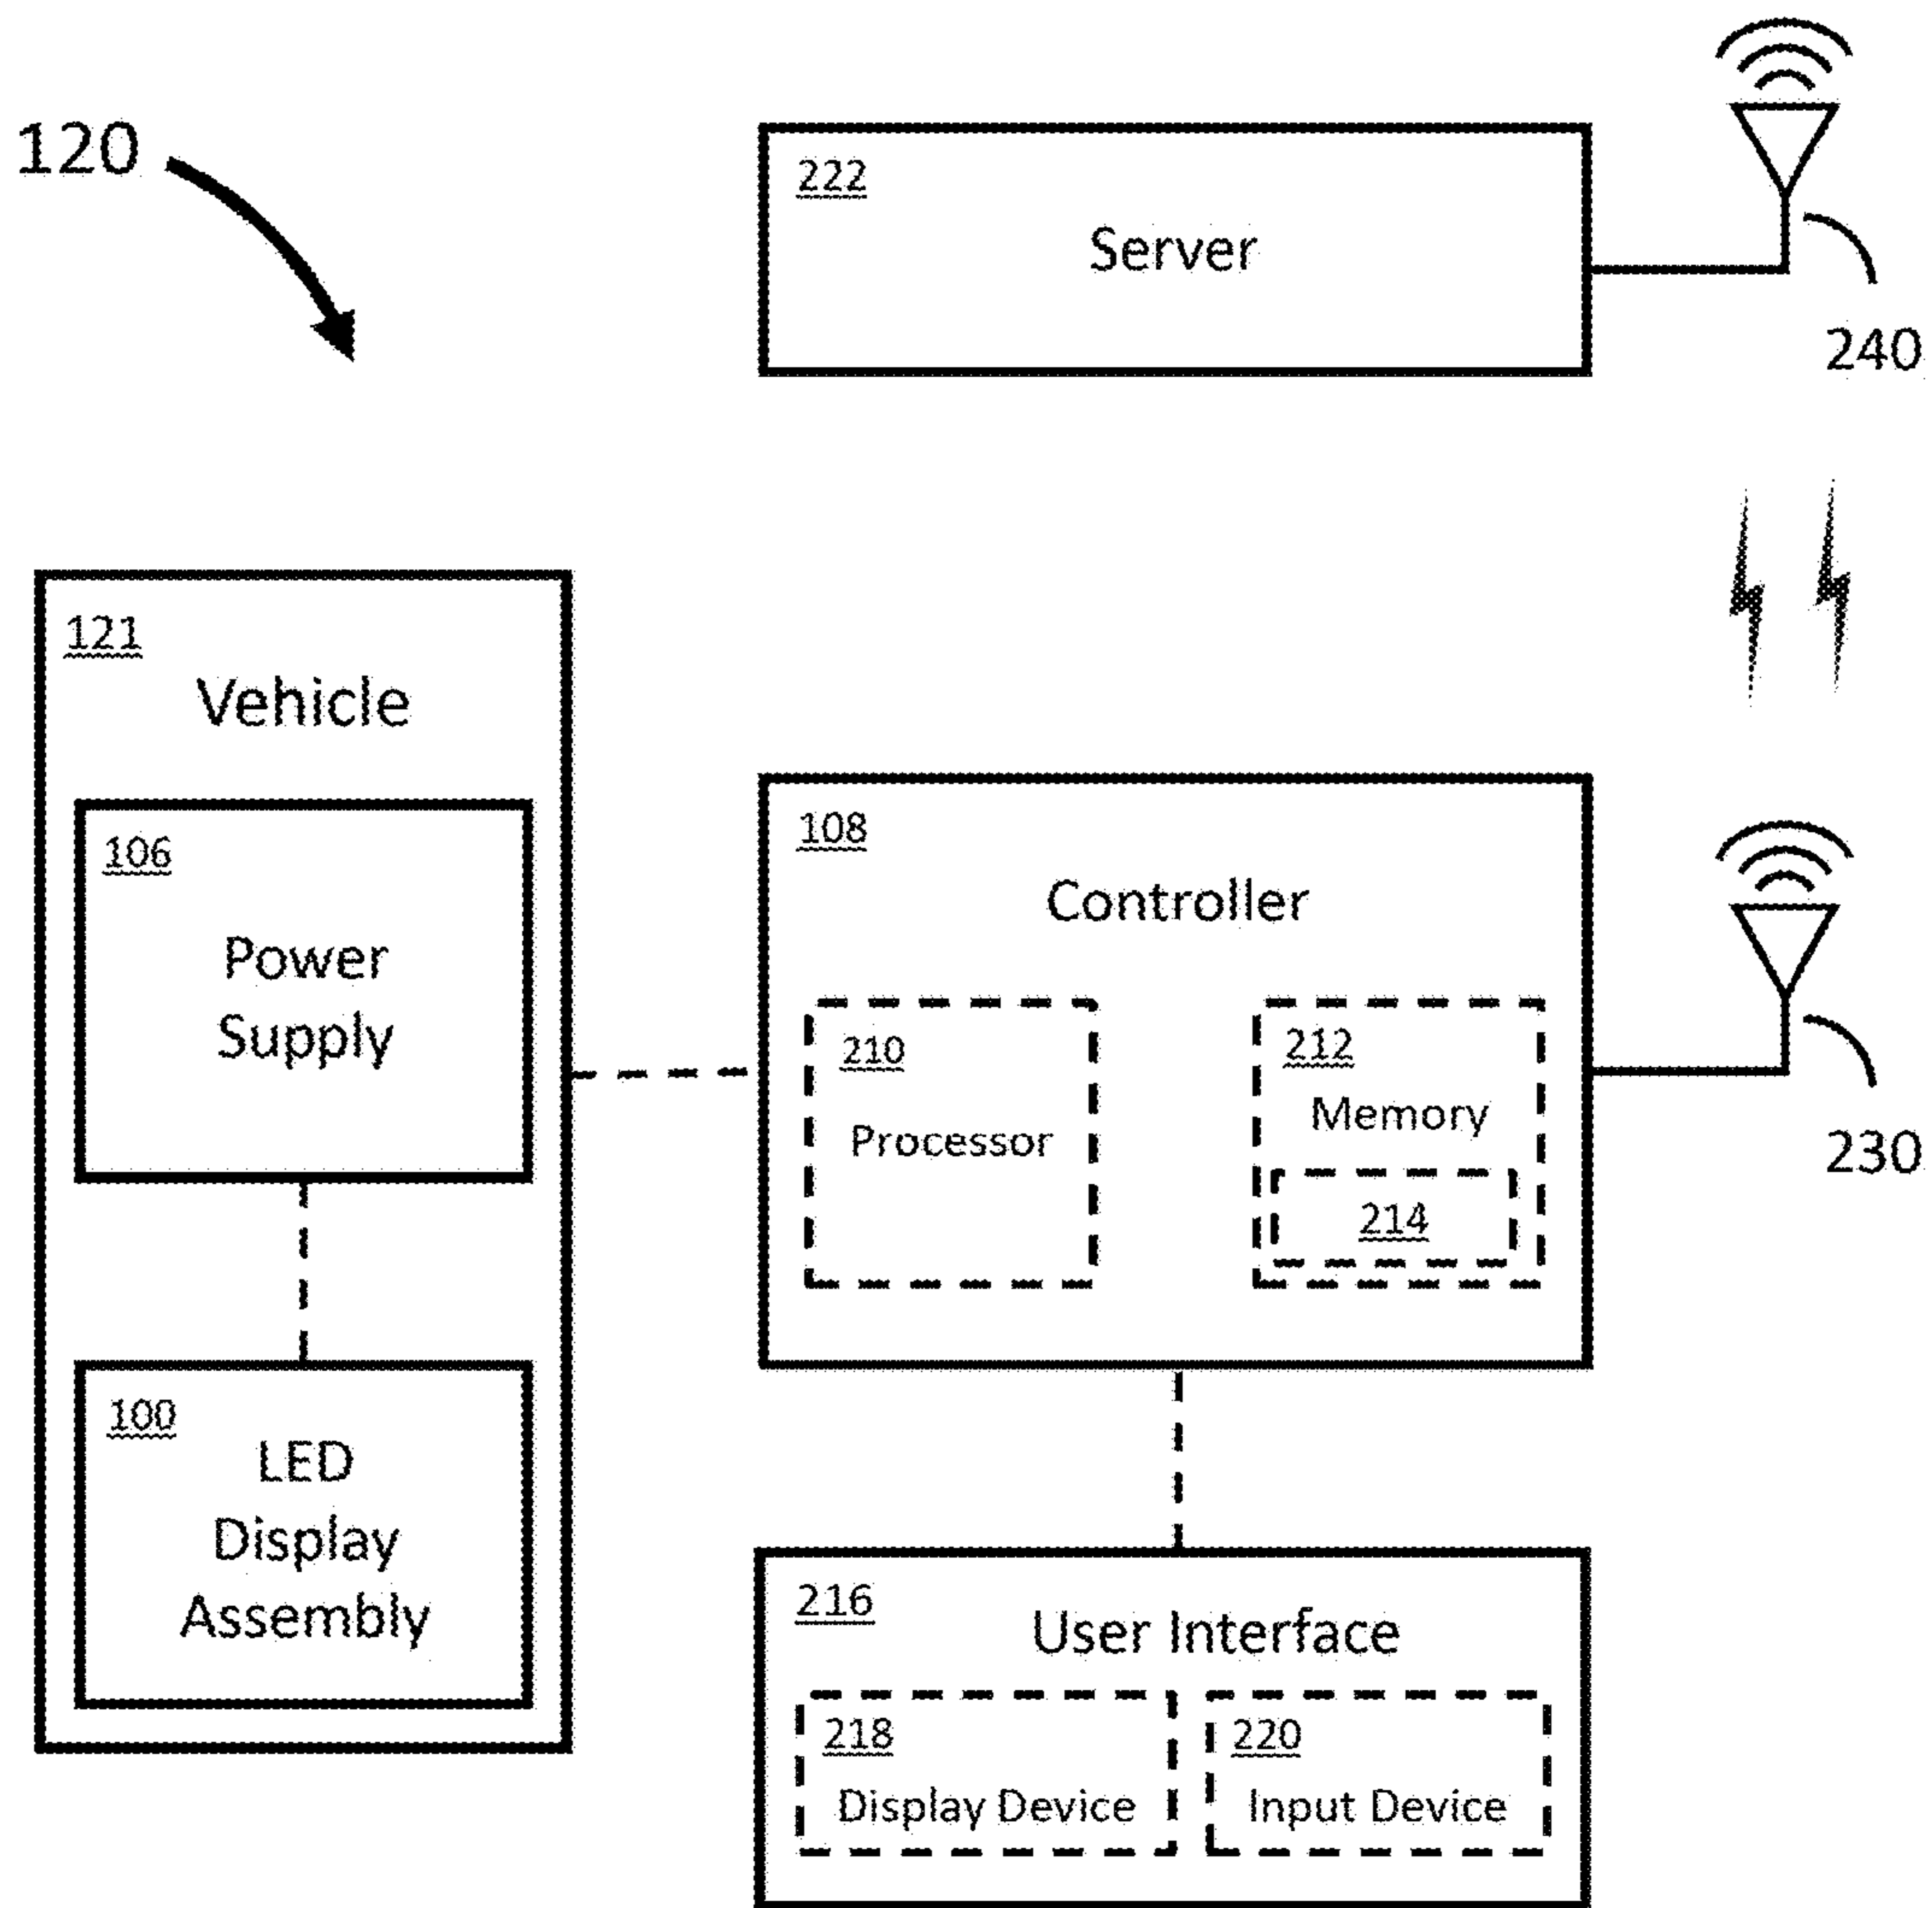 120
222
Server
240
121
Vehicle
106
Power
Supply
100
LED
Display
Assembly
108
Controller
210
Processor
212
Memory
214
230
216
User Interface
218
Display Device
220
Input Device